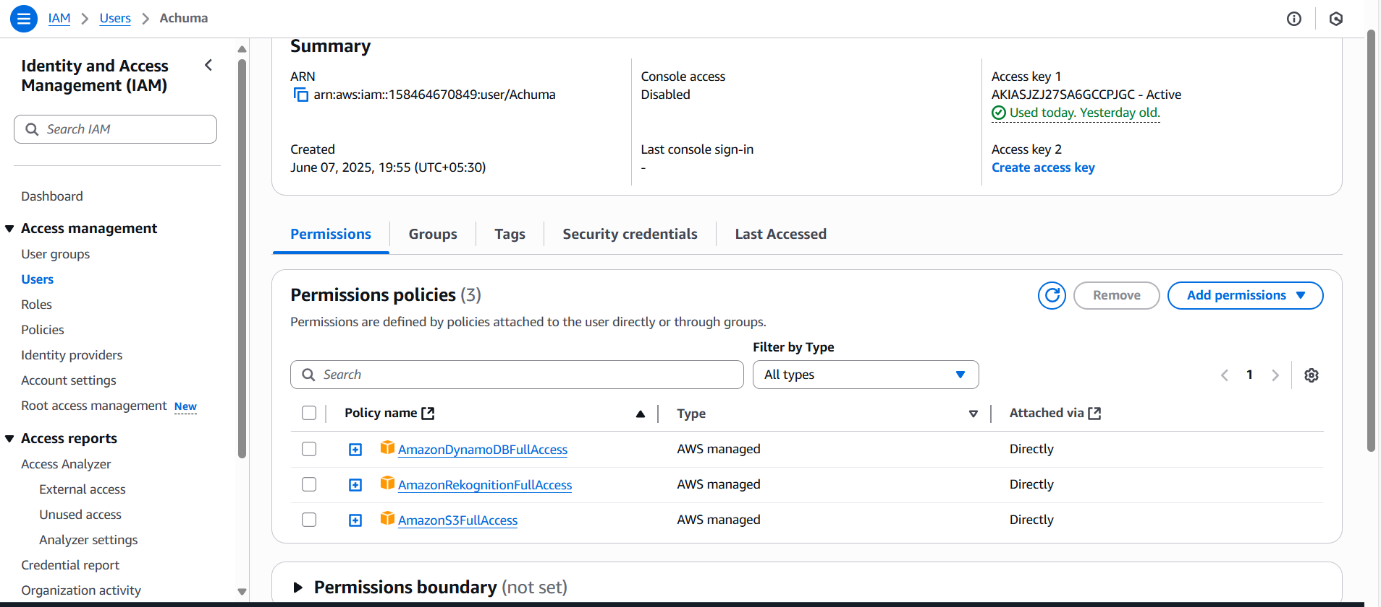 IAM > Users > Achuma
Identity and Access Management (IAM)
Search IAM
Dashboard
Access management
User groups
Users
Roles
Policies
Identity providers
Account settings
Root access management New
Access reports
Access Analyzer
External access
Unused access
Analyzer settings
Credential report
Organization activity
Summary
ARN
arn:aws:iam::158464670849:user/Achuma
Created
June 07, 2025, 19:55 (UTC+05:30)
Console access
Disabled
Last console sign-in
-
Access key 1
AKIASJZJ27SA6GCCPJGC - Active
Used today. Yesterday old.
Access key 2
Create access key
Permissions Groups Tags Security credentials Last Accessed
Permissions policies (3)
Remove
Add permissions
Permissions are defined by policies attached to the user directly or through groups.
Filter by Type
Search
All types
1
Policy name Type Attached via
AmazonDynamoDBFullAccess AWS managed Directly
AmazonRekognitionFullAccess AWS managed Directly
AmazonS3FullAccess AWS managed Directly
Permissions boundary (not set)